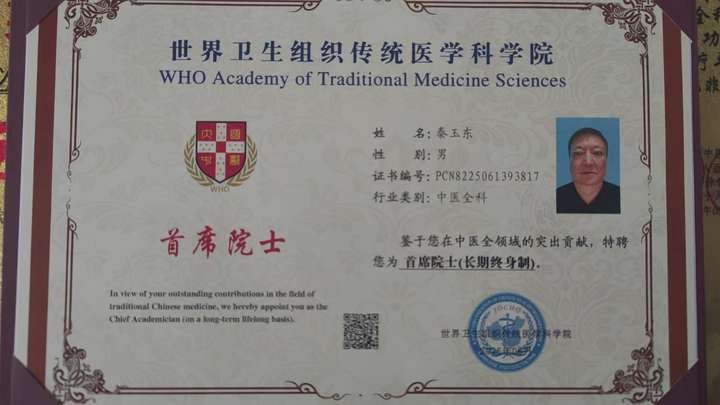 世界卫生组织传统医学科学院
WHO Academy of Traditional Medicine Sciences
姓 名: 秦玉东
性 别: 男
证书编号: PCN8225061393817
行业类别: 中医全科
WHO
首席院士
鉴于您在中医全领域的突出贡献, 特聘
您为 首席院士(长期终身制)。
In view of your outstanding contributions in the field of
traditional Chinese medicine, we hereby appoint you as the
Chief Academician (on a long-term lifelong basis).
JOCHO
世界卫生组织传统医学科学院